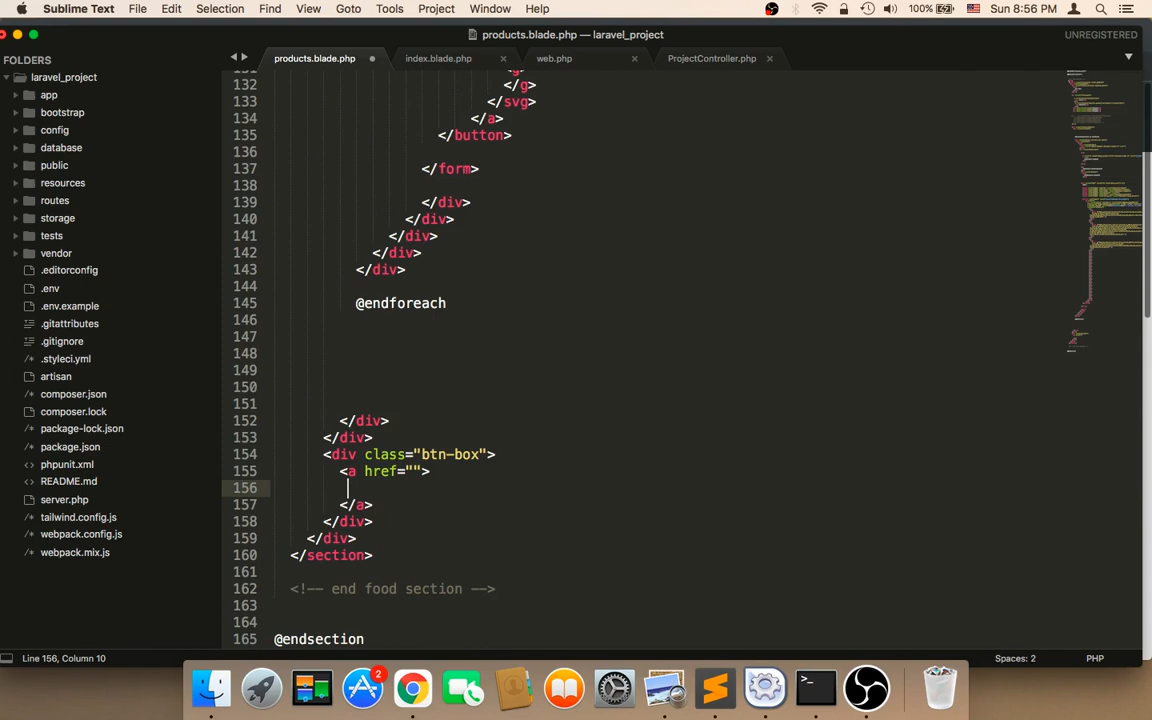 Sublime Text File Edit Selection Find View Goto Tools Project Window Help 100% Sun 8:56 PM
products.blade.php — laravel_project UNREGISTERED
FOLDERS
laravel_project
app
bootstrap
config
database
public
resources
routes
storage
tests
vendor
.editorconfig
.env
.env.example
.gitattributes
.gitignore
.styleci.yml
artisan
composer.json
composer.lock
package-lock.json
package.json
phpunit.xml
README.md
server.php
tailwind.config.js
webpack.config.js
webpack.mix.js
products.blade.php index.blade.php web.php ProjectController.php
132 </g>
133 </svg>
134 </a>
135 </button>
136
137 </form>
138
139 </div>
140 </div>
141 </div>
142 </div>
143 </div>
144
145 @endforeach
146
147
148
149
150
151
152 </div>
153 </div>
154 <div class="btn-box">
155 <a href="">
156
157 </a>
158 </div>
159 </div>
160 </section>
161
162 <!-- end food section -->
163
164
165 @endsection
Line 156, Column 10 Spaces: 2 PHP
2